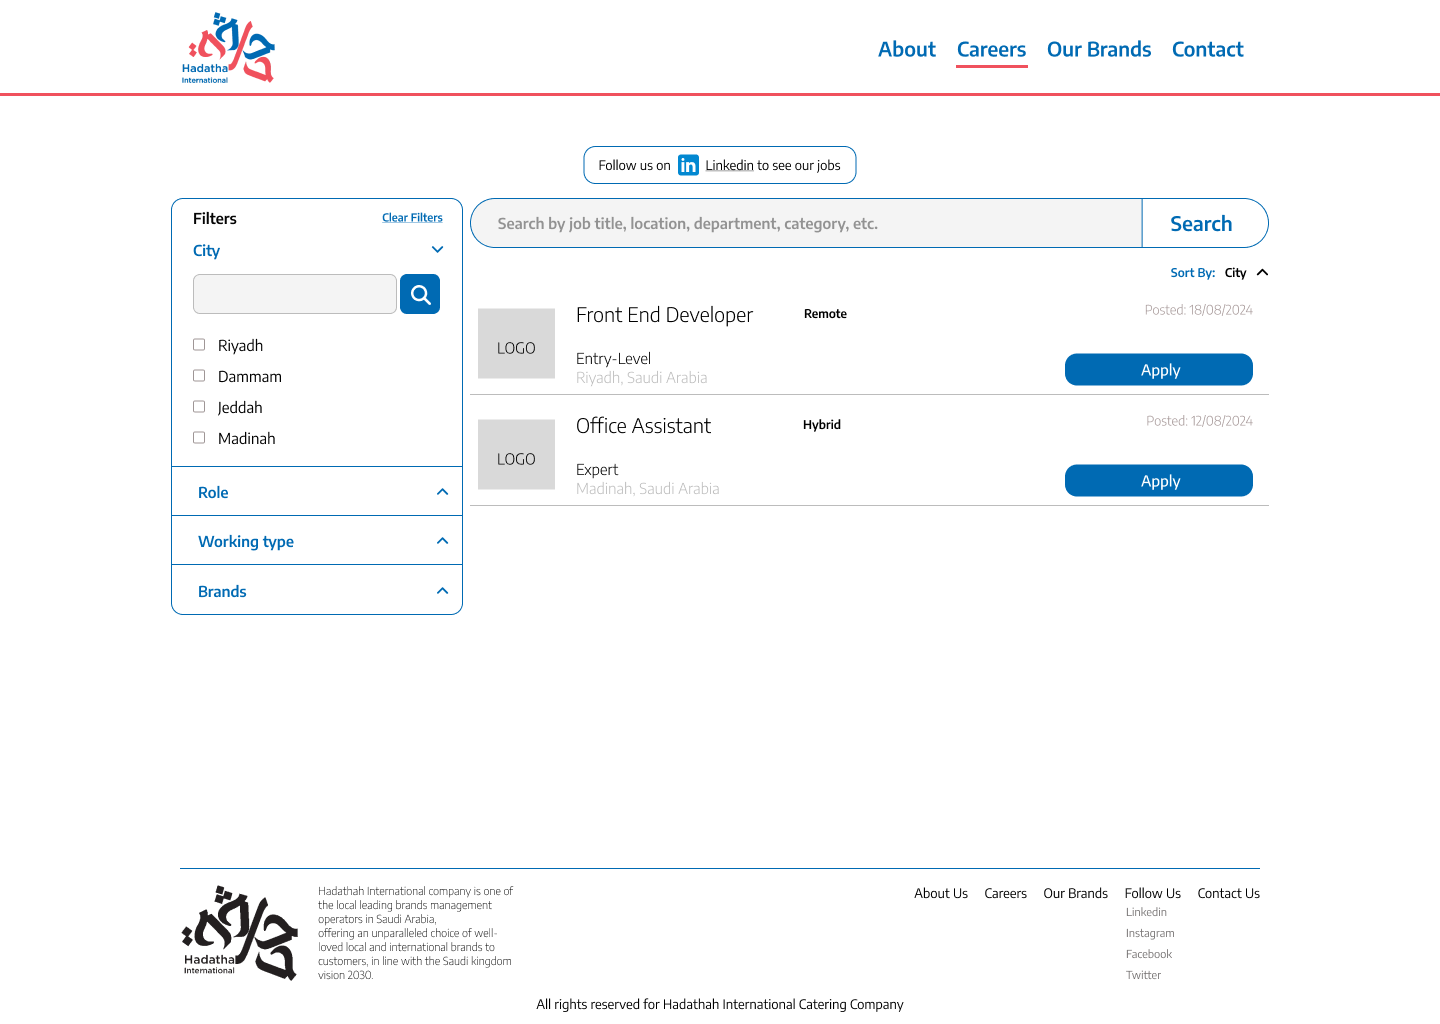 حداثة
Hadatha
International
About Careers Our Brands Contact
Follow us on in Linkedin to see our jobs
Filters Clear Filters
City
Search by job title, location, department, category, etc. Search
Sort By: City
Riyadh
Dammam
Jeddah
Madinah
Role
Working type
Brands
LOGO
Front End Developer Remote Posted: 18/08/2024
Entry-Level
Riyadh, Saudi Arabia
Apply
LOGO
Office Assistant Hybrid Posted: 12/08/2024
Expert
Madinah, Saudi Arabia
Apply
حداثة
Hadatha
International
Hadathah International company is one of
the local leading brands management
operators in Saudi Arabia,
offering an unparalleled choice of well-
loved local and international brands to
customers, in line with the Saudi kingdom
vision 2030.
About Us Careers Our Brands Follow Us Contact Us
Linkedin
Instagram
Facebook
Twitter
All rights reserved for Hadathah International Catering Company